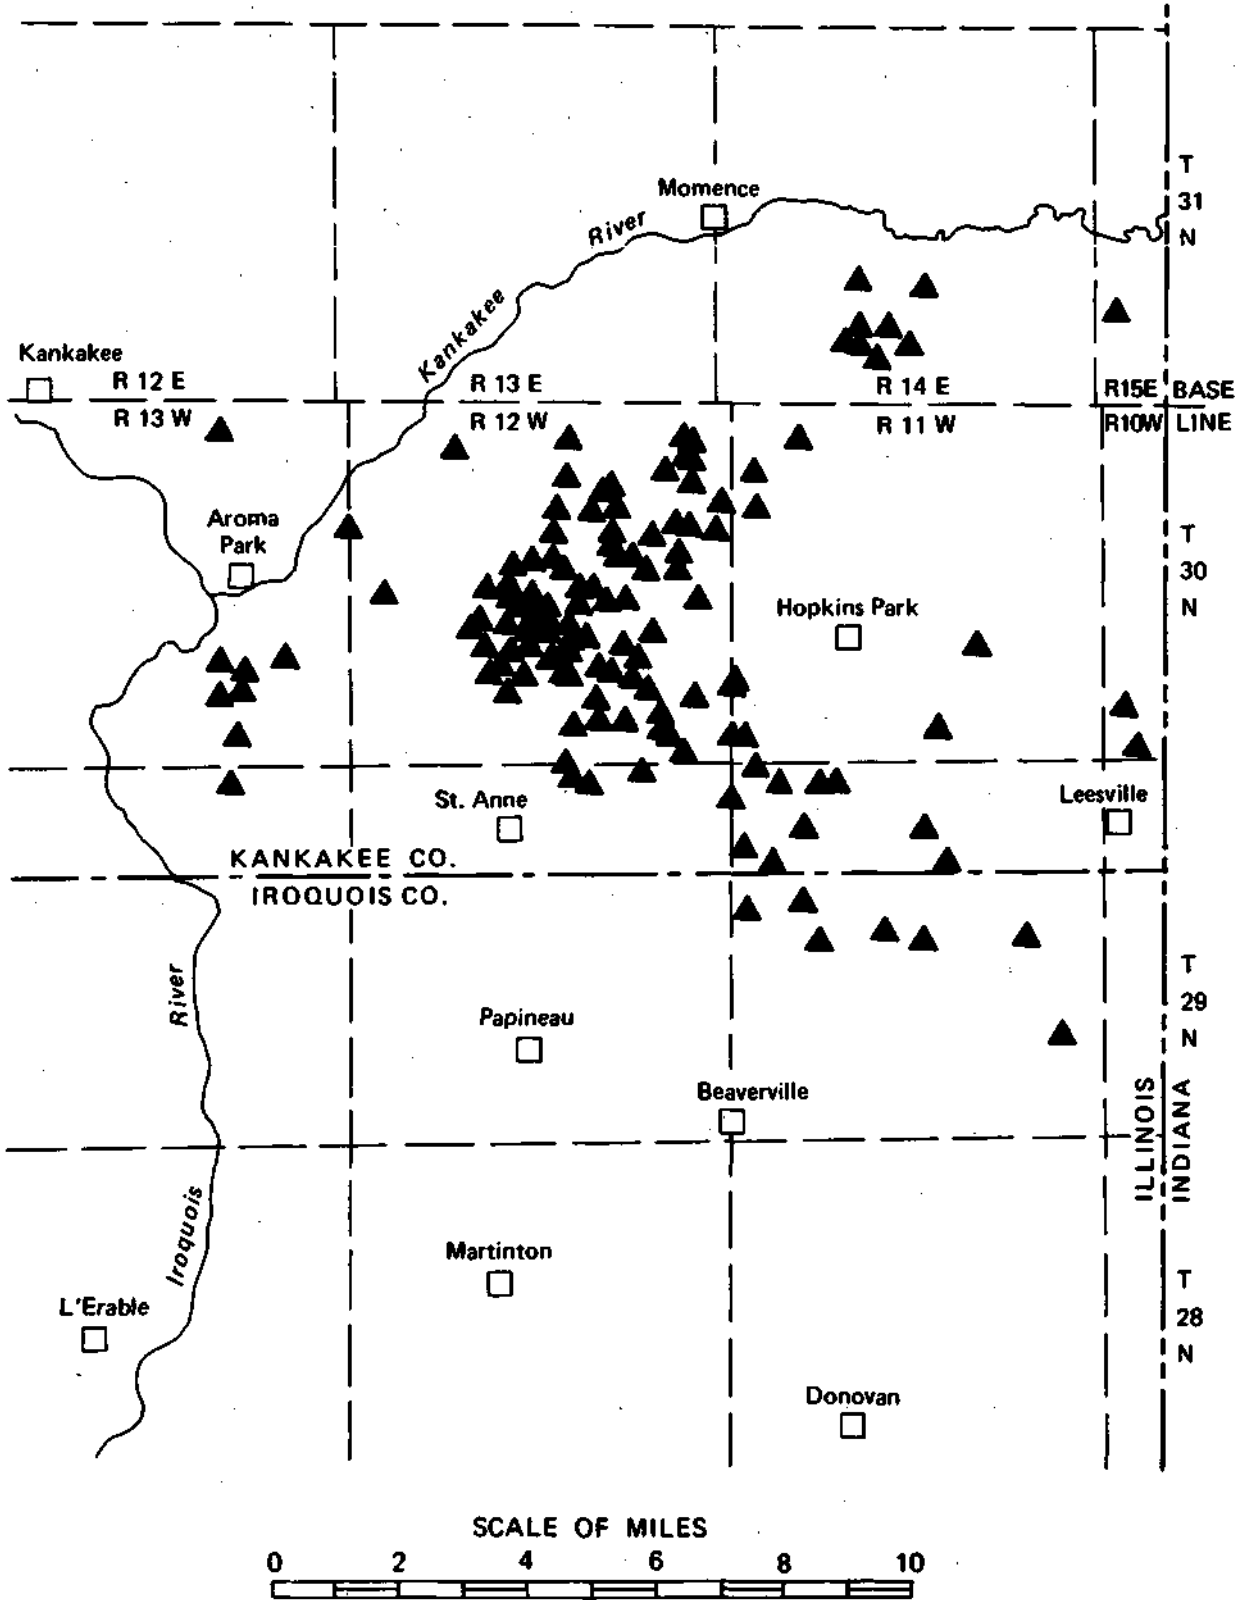 T
31
N
Momence
River
Kankakee
Kankakee
R 12 E
R 13 E
R 14 E
R15E
BASE
R 13 W
R 12 W
R 11 W
R10W
LINE
Aroma
Park
T
30
N
Hopkins Park
St. Anne
Leesville
KANKAKEE CO.
IROQUOIS CO.
River
T
29
N
Papineau
Beaverville
ILLINOIS
INDIANA
Iroquois
Martinton
T
28
N
L'Erable
Donovan
SCALE OF MILES
0 2 4 6 8 10